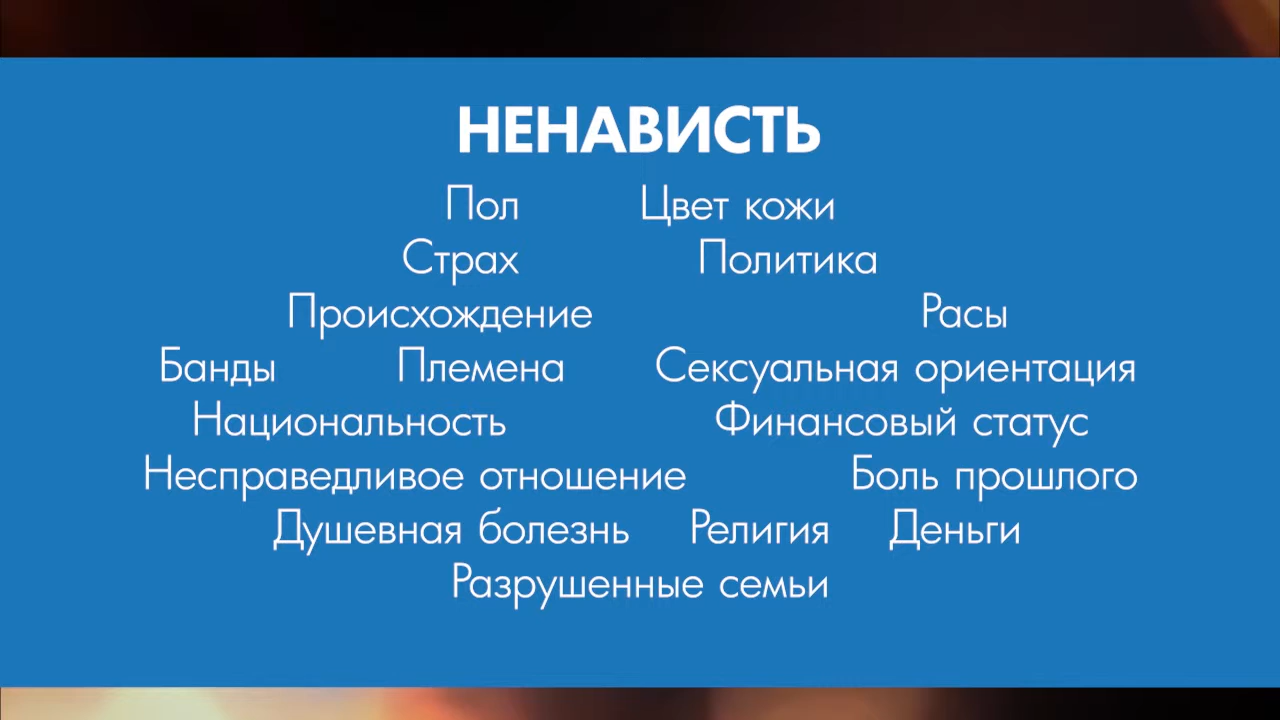 НЕНАВИСТЬ
Пол Цвет кожи
Страх Политика
Происхождение Расы
Банды Племена Сексуальная ориентация
Национальность Финансовый статус
Несправедливое отношение Боль прошлого
Душевная болезнь Религия Деньги
Разрушенные семьи